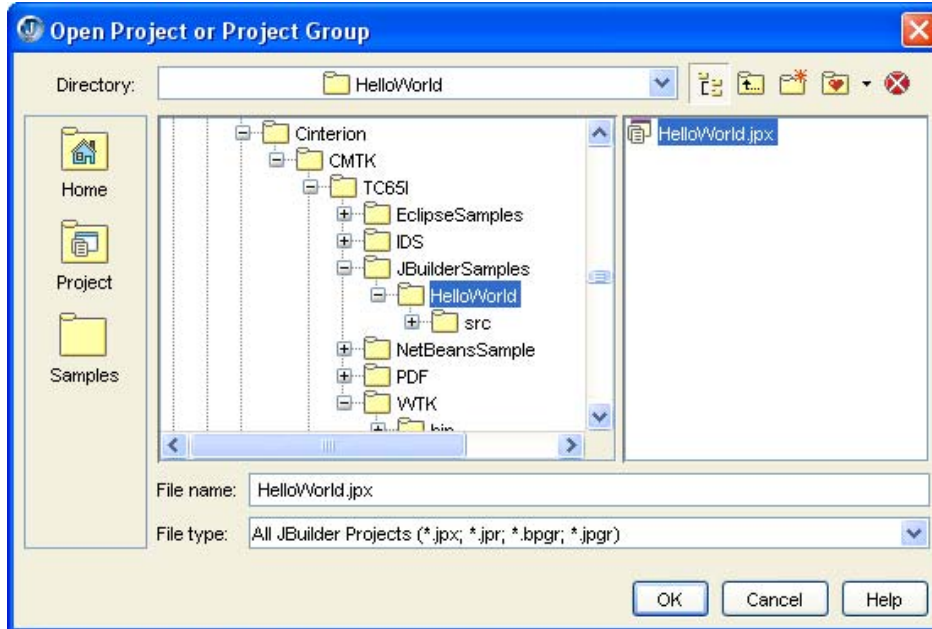 Open Project or Project Group
Directory:
HelloWorld
Home
Project
Samples
Cinterion
CMTK
TC65I
EclipseSamples
IDS
JBuilderSamples
HelloWorld
src
NetBeansSample
PDF
WTK
bin
HelloWorld.jpx
File name: HelloWorld.jpx
File type: All JBuilder Projects (*.jpx; *.jpr; *.bpgr; *.jpgr)
OK Cancel Help